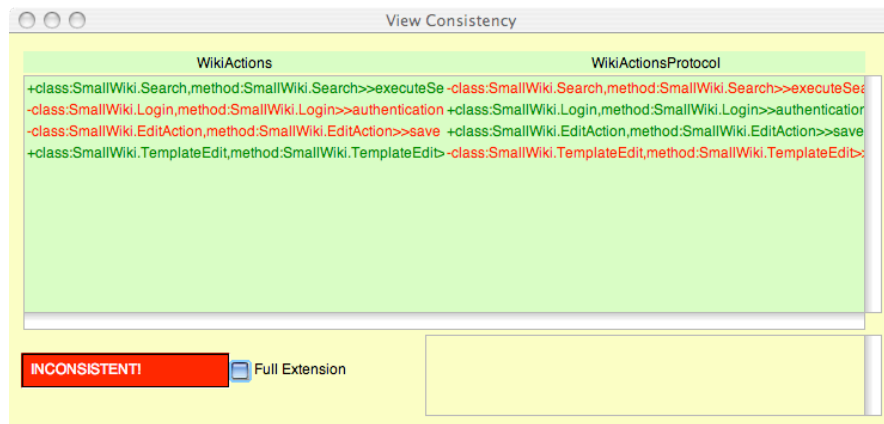 View Consistency
WikiActions WikiActionsProtocol
+class:SmallWiki.Search,method:SmallWiki.Search>>executeSe -class:SmallWiki.Search,method:SmallWiki.Search>>executeSea
-class:SmallWiki.Login,method:SmallWiki.Login>>authentication +class:SmallWiki.Login,method:SmallWiki.Login>>authentication
-class:SmallWiki.EditAction,method:SmallWiki.EditAction>>save +class:SmallWiki.EditAction,method:SmallWiki.EditAction>>save
+class:SmallWiki.TemplateEdit,method:SmallWiki.TemplateEdit> -class:SmallWiki.TemplateEdit,method:SmallWiki.TemplateEdit>>
INCONSISTENT! Full Extension